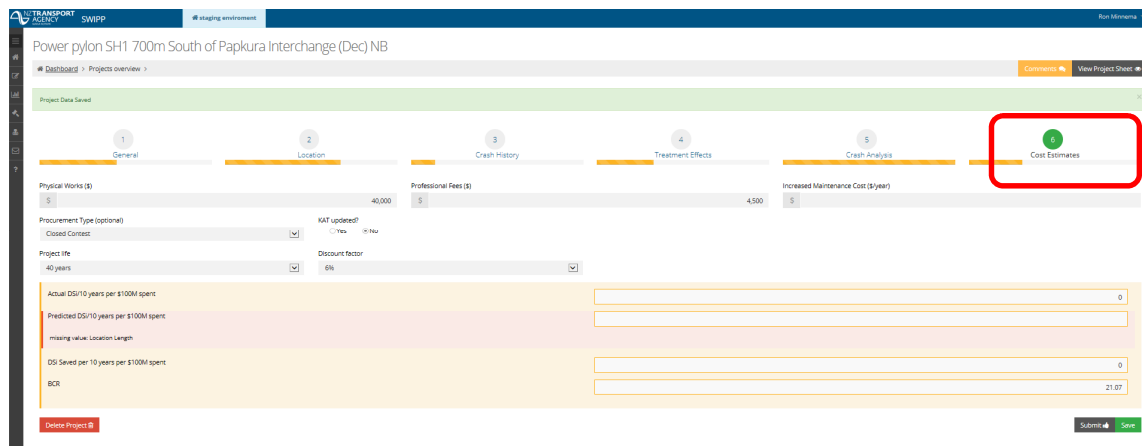 NZ TRANSPORT AGENCY SWIPP staging enviroment Ron Minnema
Power pylon SH1 700m South of Papkura Interchange (Dec) NB
Dashboard > Projects overview > Comments View Project Sheet
Project Data Saved ×
1 2 3 4 5 6
General Location Crash History Treatment Effects Crash Analysis Cost Estimates
Physical Works ($) Professional Fees ($) Increased Maintenance Cost ($/year)
$ 40,000 $ 4,500 $
Procurement Type (optional) KAT updated?
Closed Contest Yes No
Project life Discount factor
40 years 6%
Actual DSi/10 years per $100M spent 0
Predicted DSi/10 years per $100M spent
missing value: Location Length
DSi Saved per 10 years per $100M spent 0
BCR 21.07
Delete Project Submit Save